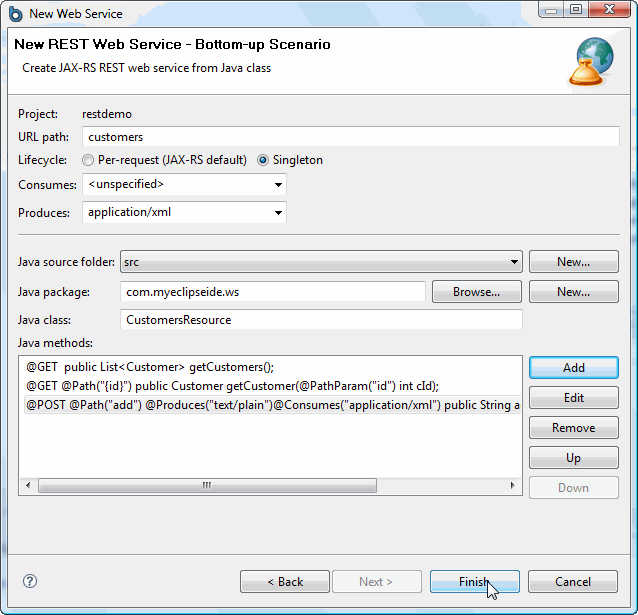 New Web Service
New REST Web Service - Bottom-up Scenario
Create JAX-RS REST web service from Java class
Project: restdemo
URL path: customers
Lifecycle: Per-request (JAX-RS default) Singleton
Consumes: <unspecified>
Produces: application/xml
Java source folder: src New...
Java package: com.myeclipseide.ws Browse... New...
Java class: CustomersResource
Java methods:
@GET public List<Customer> getCustomers();
@GET @Path("{id}") public Customer getCustomer(@PathParam("id") int cId);
@POST @Path("add") @Produces("text/plain")@Consumes("application/xml") public String a
Add
Edit
Remove
Up
Down
< Back Next > Finish Cancel